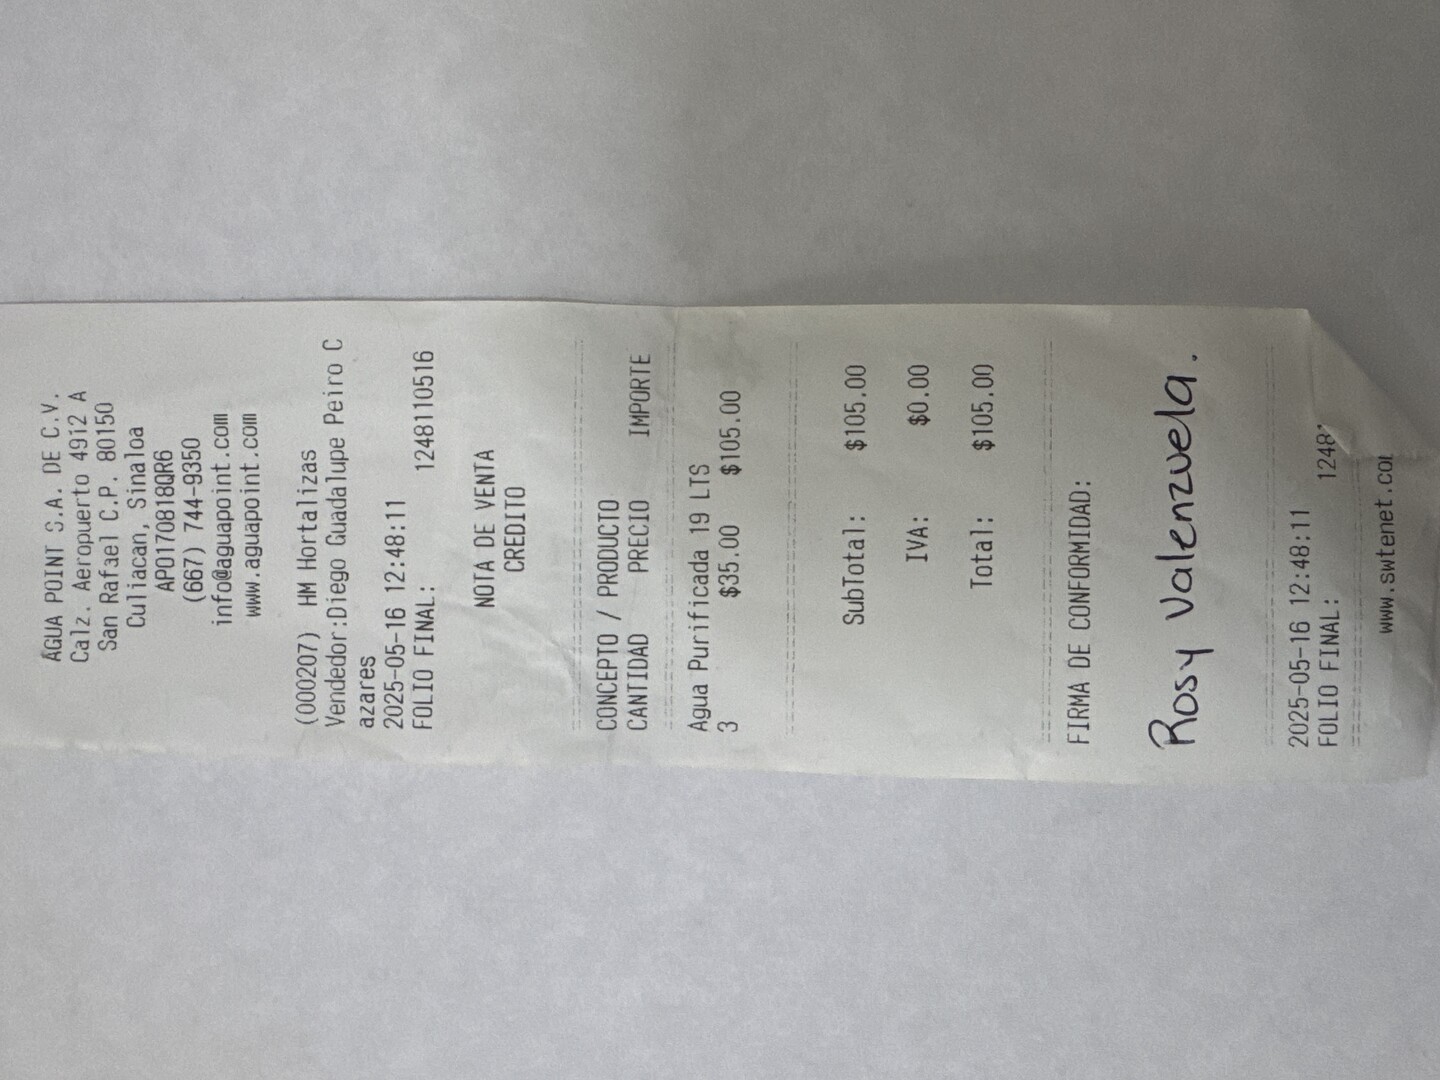 AGUA POINT S.A. DE C.V.
Calz. Aeropuerto 4912 A
San Rafael C.P. 80150
Culiacan, Sinaloa
APO170818QR6
(667) 744-9350
info@aguapoint.com
www.aguapoint.com
(000207) HM Hortalizas
Vendedor:Diego Guadalupe Peiro C
azares
2025-05-16 12:48:11
FOLIO FINAL: 1248110516
NOTA DE VENTA
CREDITO
CONCEPTO / PRODUCTO
CANTIDAD PRECIO IMPORTE
Agua Purificada 19 LTS
3 $35.00 $105.00
SubTotal: $105.00
IVA: $0.00
Total: $105.00
FIRMA DE CONFORMIDAD:
Rosy Valenzuela.
2025-05-16 12:48:11
FOLIO FINAL: 1248
www.swtenet.co